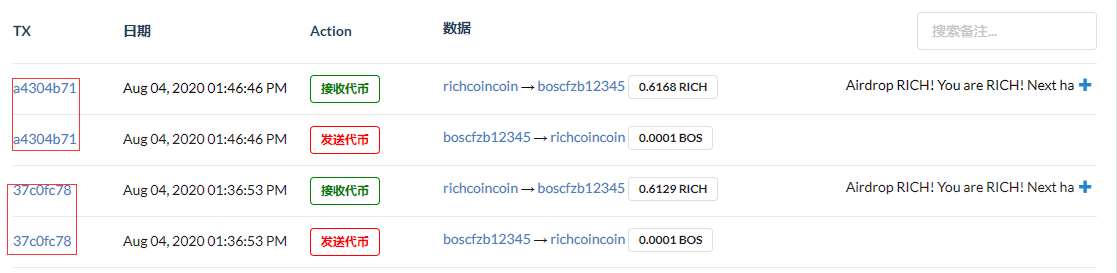 TX 日期 Action 数据 搜索备注...
a4304b71 Aug 04, 2020 01:46:46 PM 接收代币 richcoincoin → boscfzb12345 0.6168 RICH Airdrop RICH! You are RICH! Next ha +
a4304b71 Aug 04, 2020 01:46:46 PM 发送代币 boscfzb12345 → richcoincoin 0.0001 BOS
37c0fc78 Aug 04, 2020 01:36:53 PM 接收代币 richcoincoin → boscfzb12345 0.6129 RICH Airdrop RICH! You are RICH! Next ha +
37c0fc78 Aug 04, 2020 01:36:53 PM 发送代币 boscfzb12345 → richcoincoin 0.0001 BOS